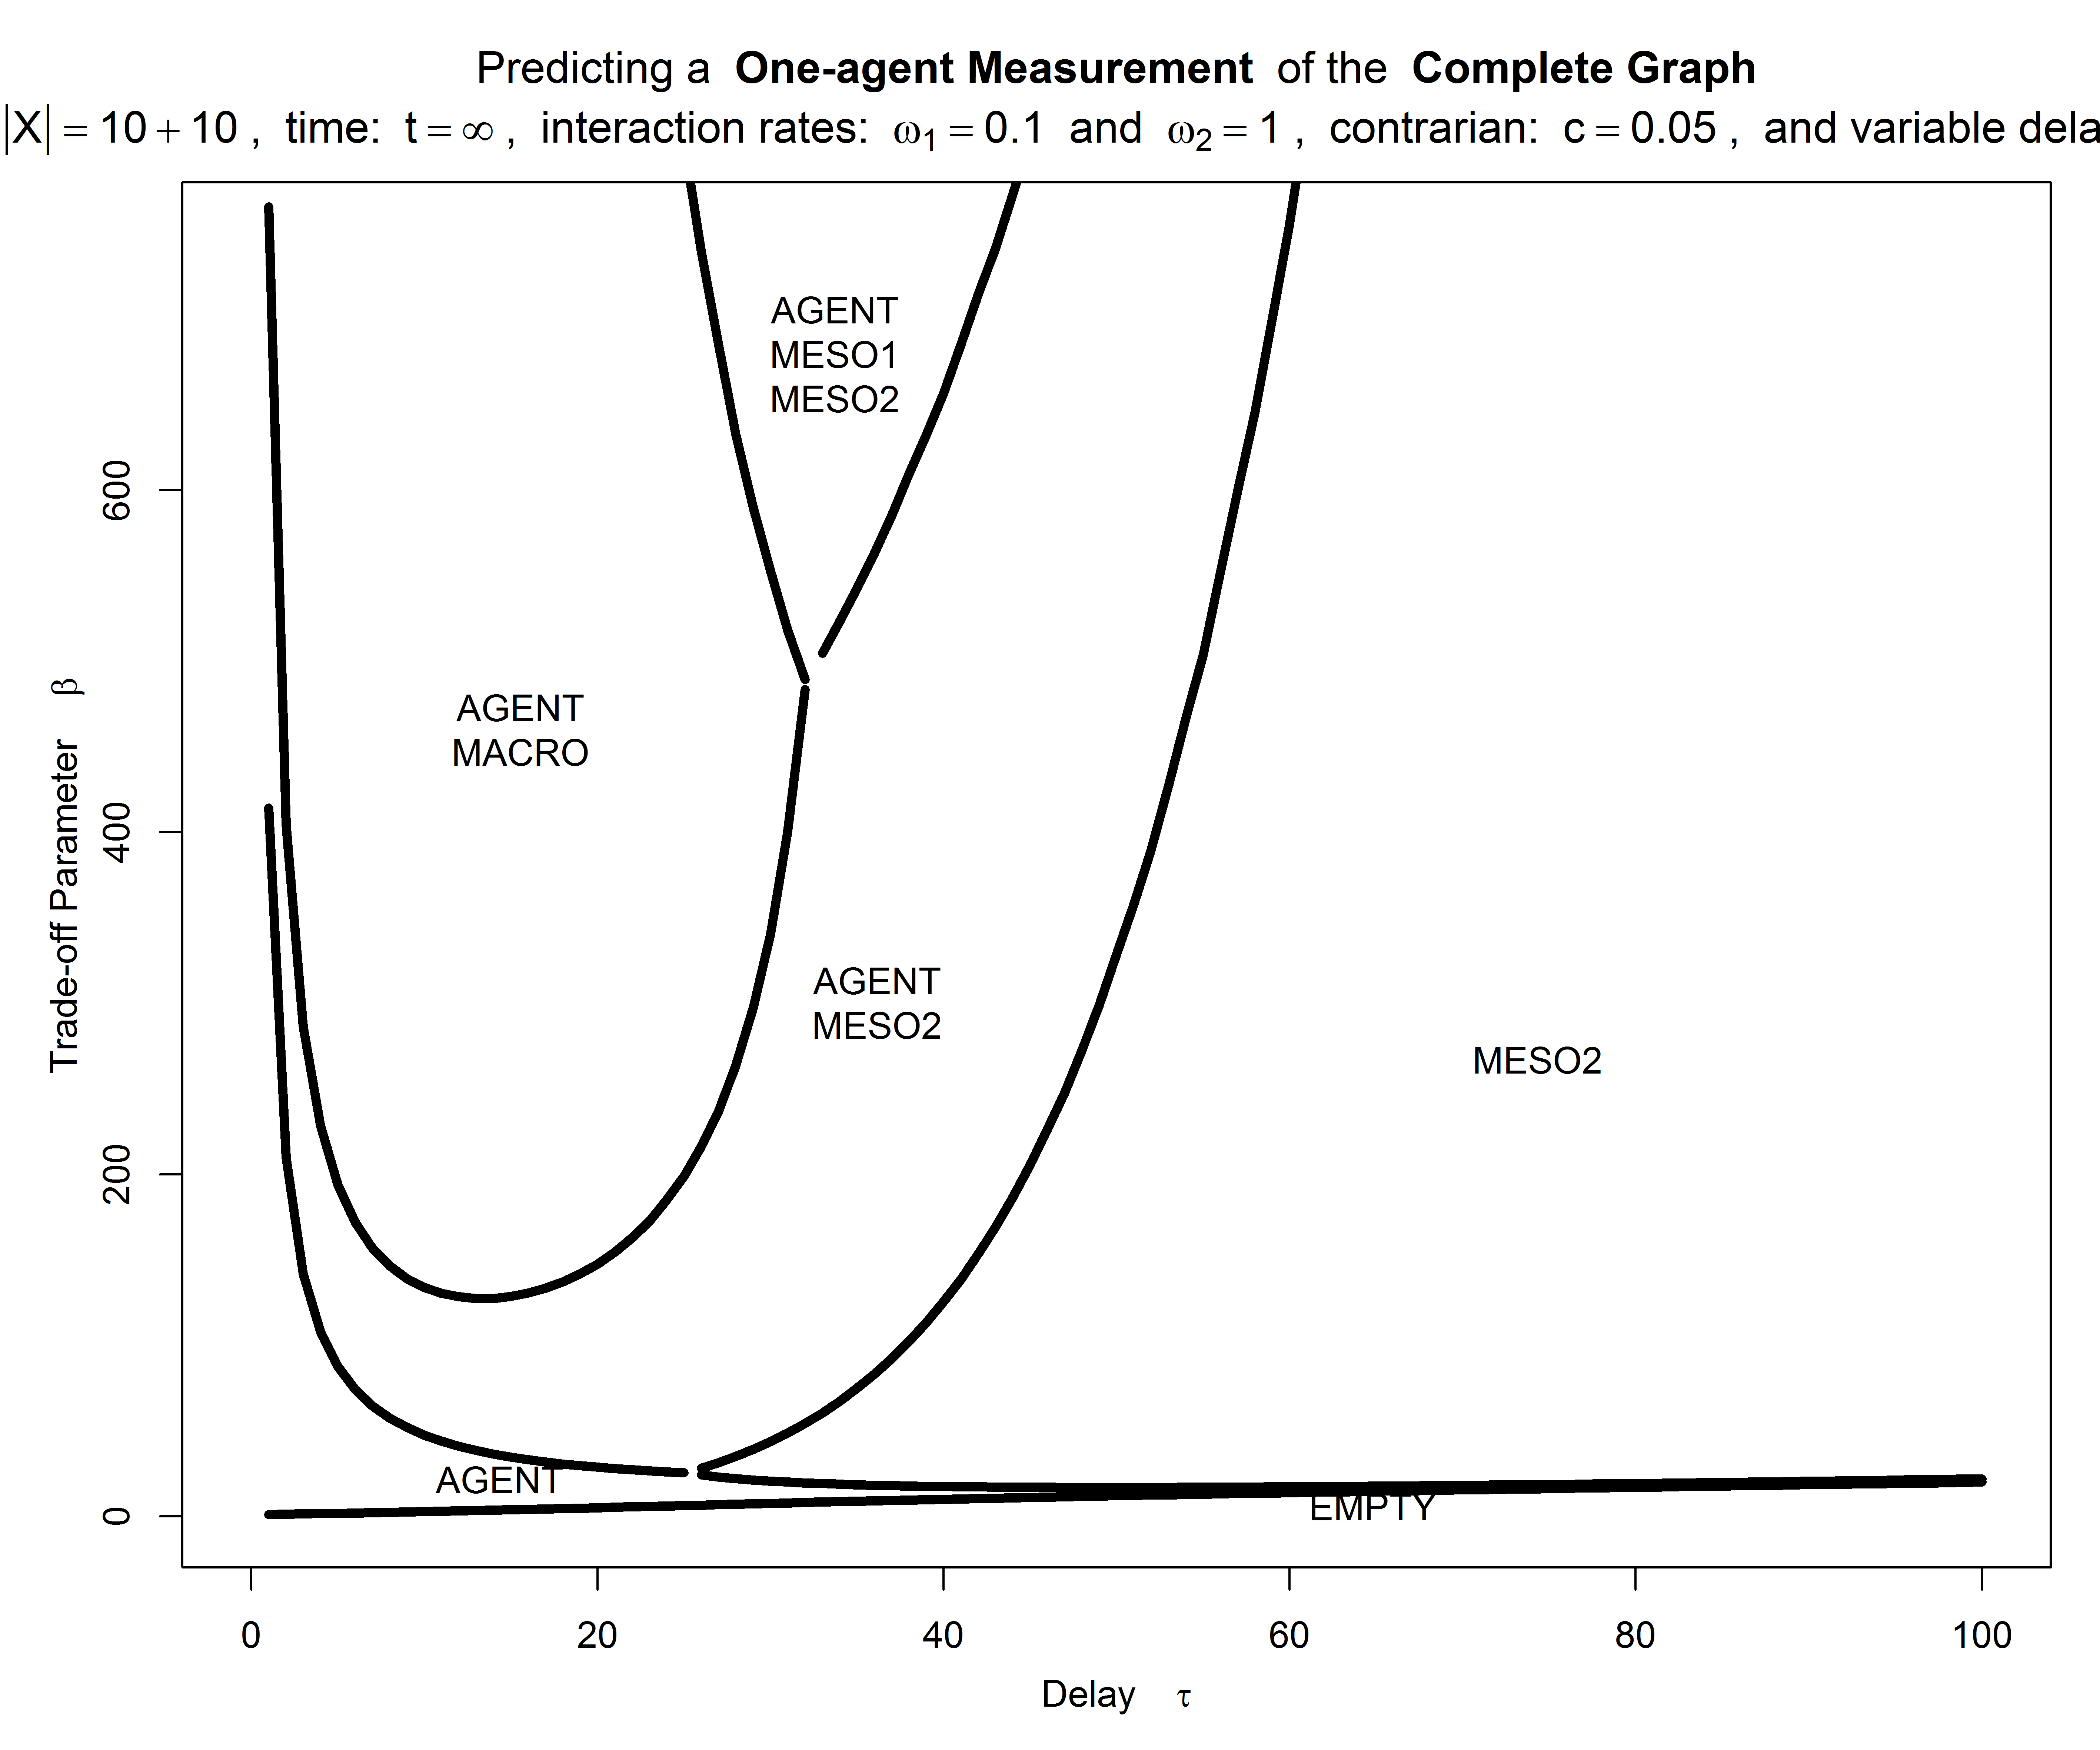 Predicting a One-agent Measurement of the Complete Graph
|X| = 10 + 10 , time: t = ∞ , interaction rates: ω₁ = 0.1 and ω₂ = 1 , contrarian: c = 0.05 , and variable dela
AGENT
MESO1
MESO2
AGENT
MACRO
AGENT
MESO2
MESO2
AGENT
EMPTY
Trade-off Parameter β
0
200
400
600
0
20
40
60
80
100
Delay τ